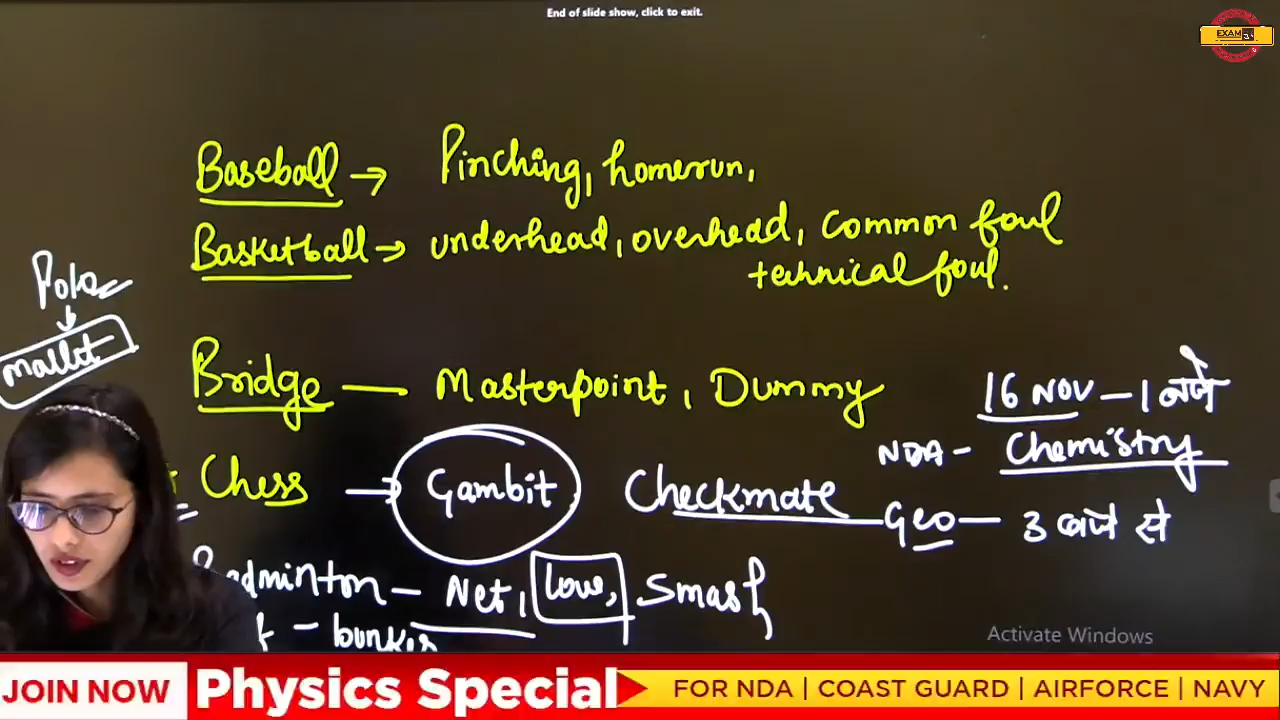 End of slide show, click to exit.
EXAM
Baseball → Pinching, homerun,
Basketball → underhead, overhead, common foul
technical foul.
Polo
↓
mallet
Bridge — Masterpoint, Dummy
16 NOV — 1 बजे
NDA - Chemistry
Chess → Gambit Checkmate
Geo — 3 बजे से
Badminton — Net, Low, Smash
- bunker
Activate Windows
JOIN NOW Physics Special FOR NDA | COAST GUARD | AIRFORCE | NAVY